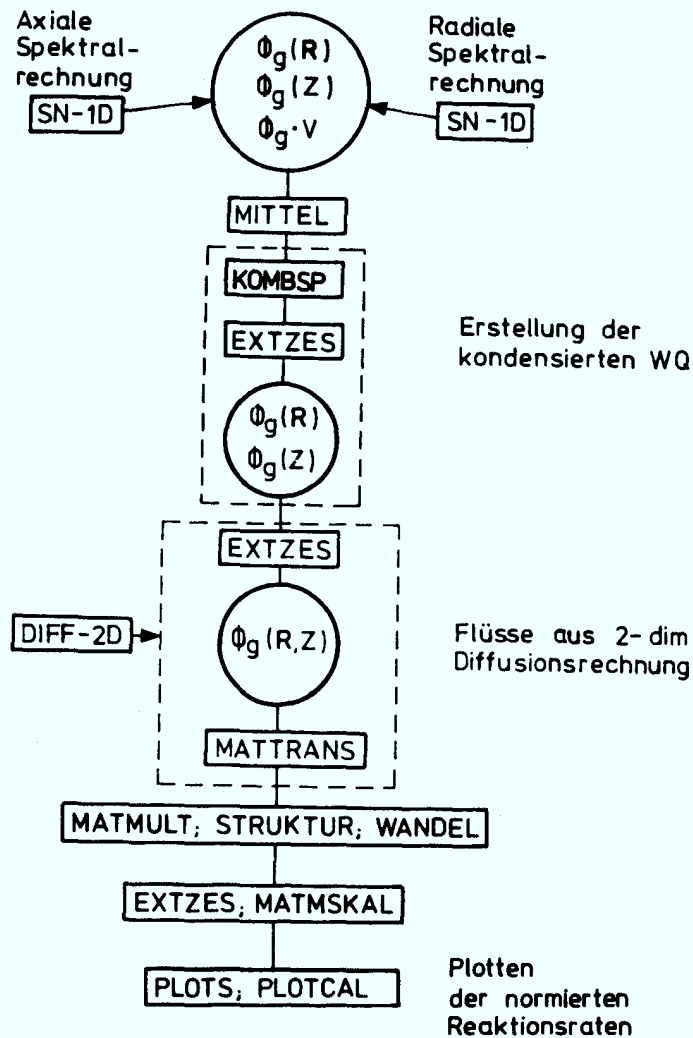 Axiale
Spektral-
rechnung
SN-1D
Φg(R)
Φg(Z)
Φg·V
Radiale
Spektral-
rechnung
SN-1D
MITTEL
KOMBSP
EXTZES
Φg(R)
Φg(Z)
Erstellung der
kondensierten WQ
EXTZES
DIFF-2D
Φg(R,Z)
Flüsse aus 2-dim
Diffusionsrechnung
MATTRANS
MATMULT; STRUKTUR; WANDEL
EXTZES; MATMSKAL
PLOTS; PLOTCAL
Plotten
der normierten
Reaktionsraten